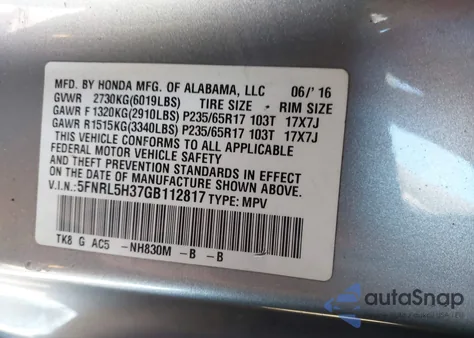 MFD. BY HONDA MFG. OF ALABAMA, LLC 06/'16
GVWR 2730KG(6019LBS) TIRE SIZE RIM SIZE
GAWR F 1320KG(2910LBS) P235/65R17 103T 17X7J
GAWR R1515KG(3340LBS) P235/65R17 103T 17X7J
THIS VEHICLE CONFORMS TO ALL APPLICABLE
FEDERAL MOTOR VEHICLE SAFETY
AND THEFT PREVENTION STANDARDS IN EFFECT
ON THE DATE OF MANUFACTURE SHOWN ABOVE.
V.I.N:5FNRL5H37GB112817 TYPE: MPV
TK8 G AC5 -NH830M -B -B
autoSnap